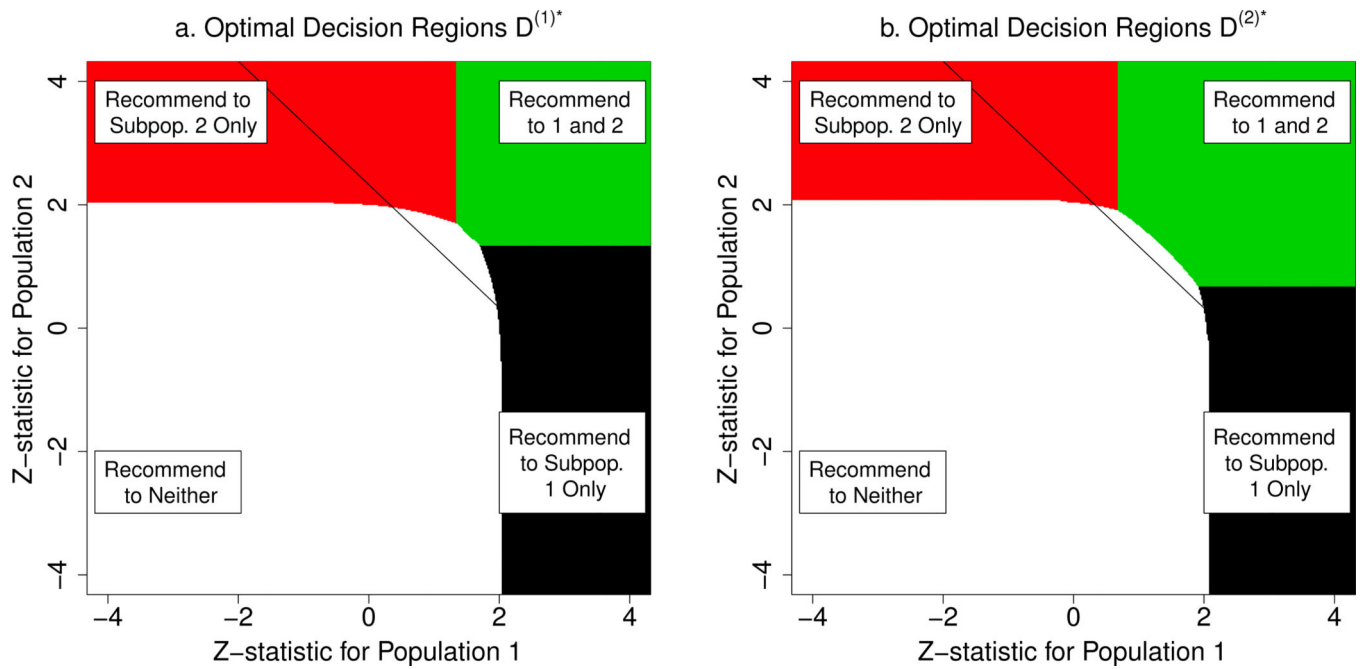 a. Optimal Decision Regions D(1)*
4
2
0
−2
−4
Z−statistic for Population 2
Recommend to
Subpop. 2 Only
Recommend
to 1 and 2
Recommend
to Neither
Recommend
to Subpop.
1 Only
−4
−2
0
2
4
Z−statistic for Population 1
b. Optimal Decision Regions D(2)*
4
2
0
−2
−4
Z−statistic for Population 2
Recommend to
Subpop. 2 Only
Recommend
to 1 and 2
Recommend
to Neither
Recommend
to Subpop.
1 Only
−4
−2
0
2
4
Z−statistic for Population 1